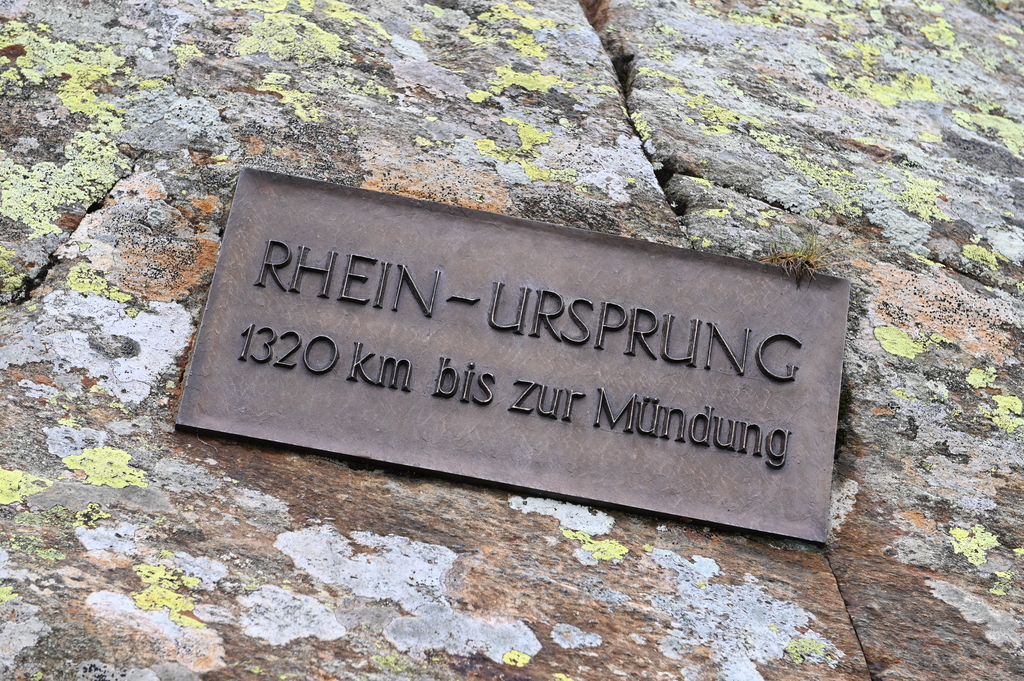 RHEIN-URSPRUNG
1320 km bis zur Mündung